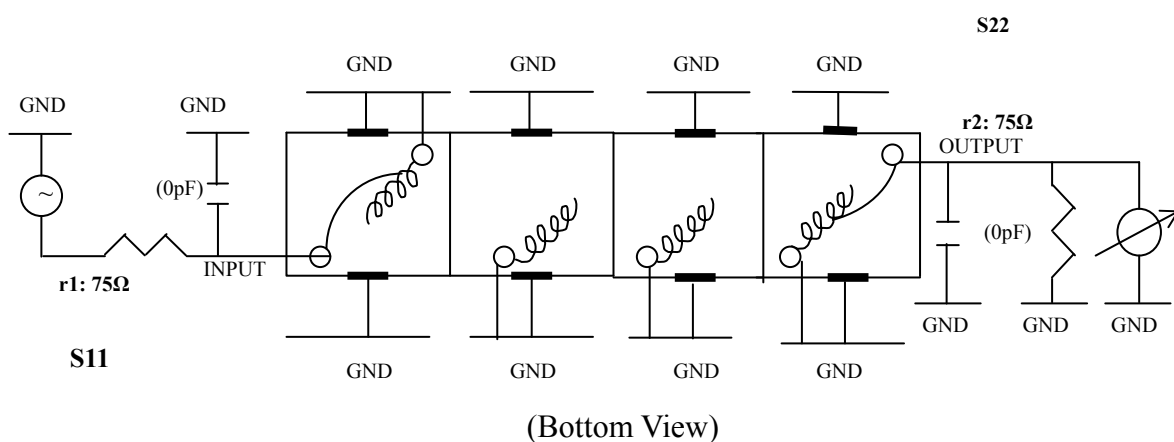 S22
GND GND GND GND
GND GND
r2: 75Ω
OUTPUT
(0pF) ~ (0pF)
INPUT
r1: 75Ω
GND GND GND
S11
GND GND GND GND
(Bottom View)